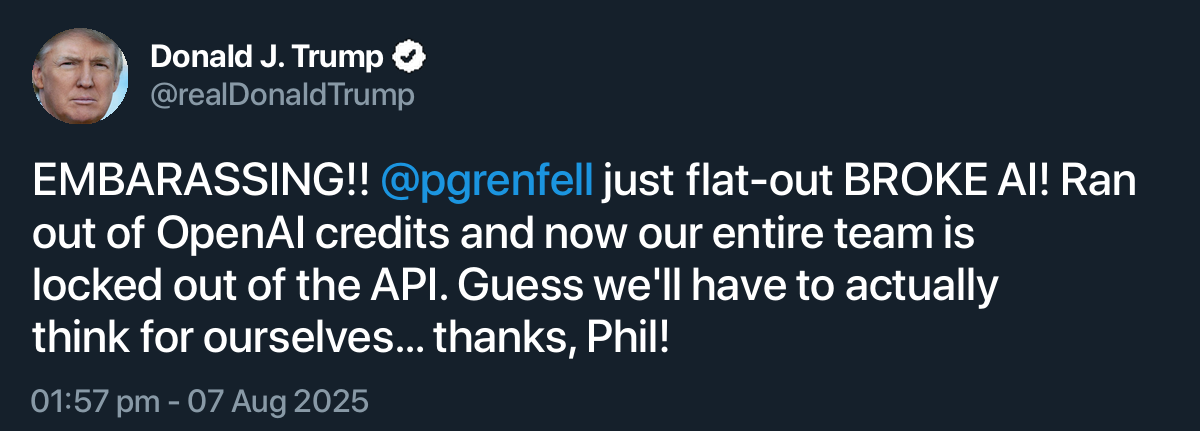 Donald J. Trump
@realDonaldTrump
EMBARASSING!! @pgrenfell just flat-out BROKE AI! Ran
out of OpenAI credits and now our entire team is
locked out of the API. Guess we'll have to actually
think for ourselves... thanks, Phil!
01:57 pm - 07 Aug 2025